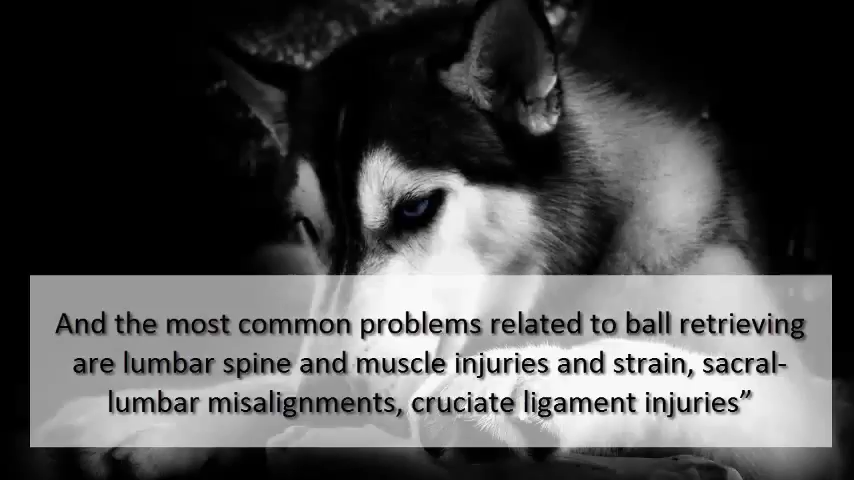 And the most common problems related to ball retrieving
are lumbar spine and muscle injuries and strain, sacral-
lumbar misalignments, cruciate ligament injuries”